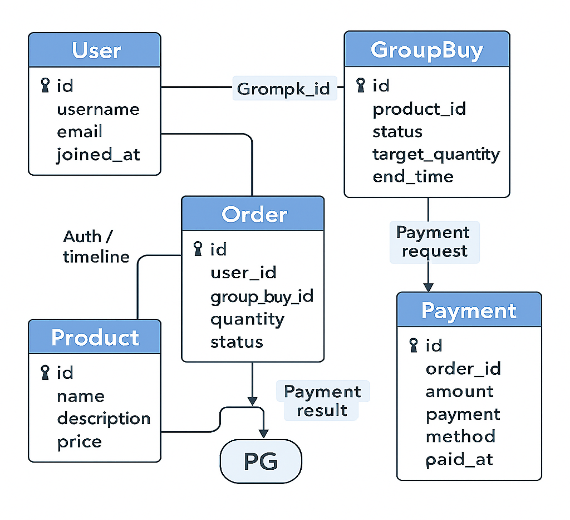 User
id
username
email
joined_at
Grompk_id
GroupBuy
id
product_id
status
target_quantity
end_time
Order
id
user_id
group_buy_id
quantity
status
Auth /
timeline
Payment
request
Product
id
name
description
price
Payment
result
PG
Payment
id
order_id
amount
payment
method
paid_at